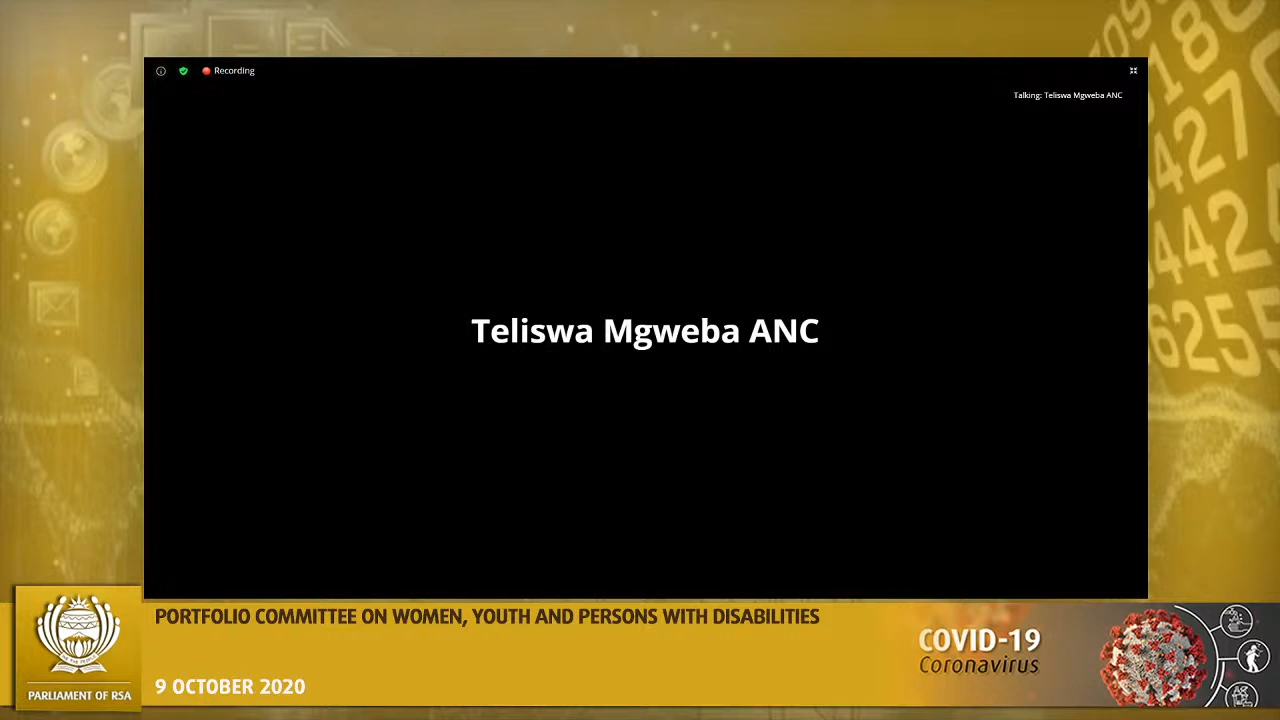 Recording
Talking: Teliswa Mgweba ANC
Teliswa Mgweba ANC
PORTFOLIO COMMITTEE ON WOMEN, YOUTH AND PERSONS WITH DISABILITIES
9 OCTOBER 2020
PARLIAMENT OF RSA
COVID-19
Coronavirus